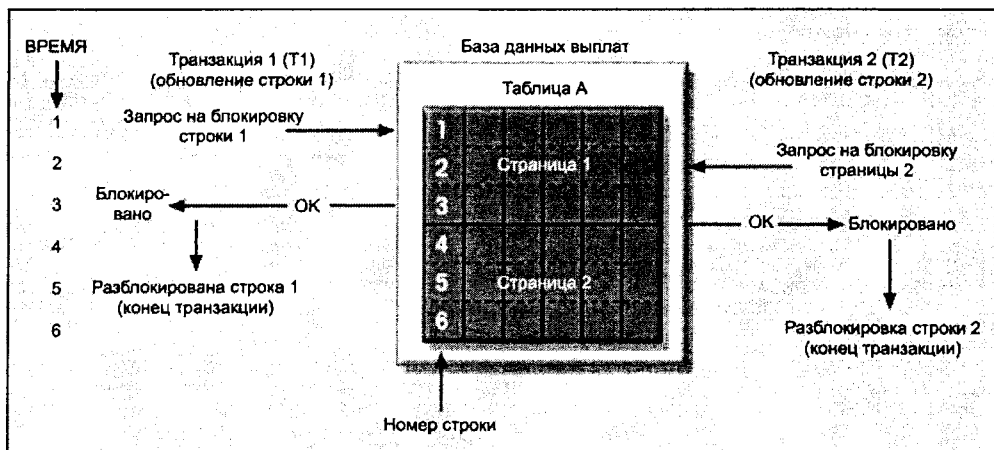 ВРЕМЯ
Транзакция 1 (T1)
(обновление строки 1)
База данных выплат
Транзакция 2 (T2)
(обновление строки 2)
Таблица А
1
Запрос на блокировку
строки 1
1
2
2
Страница 1
Запрос на блокировку
страницы 2
3
Блокиро-
вано
OK
3
OK
Блокировано
4
4
5
Разблокирована строка 1
(конец транзакции)
5
Страница 2
6
6
Разблокировка строки 2
(конец транзакции)
Номер строки